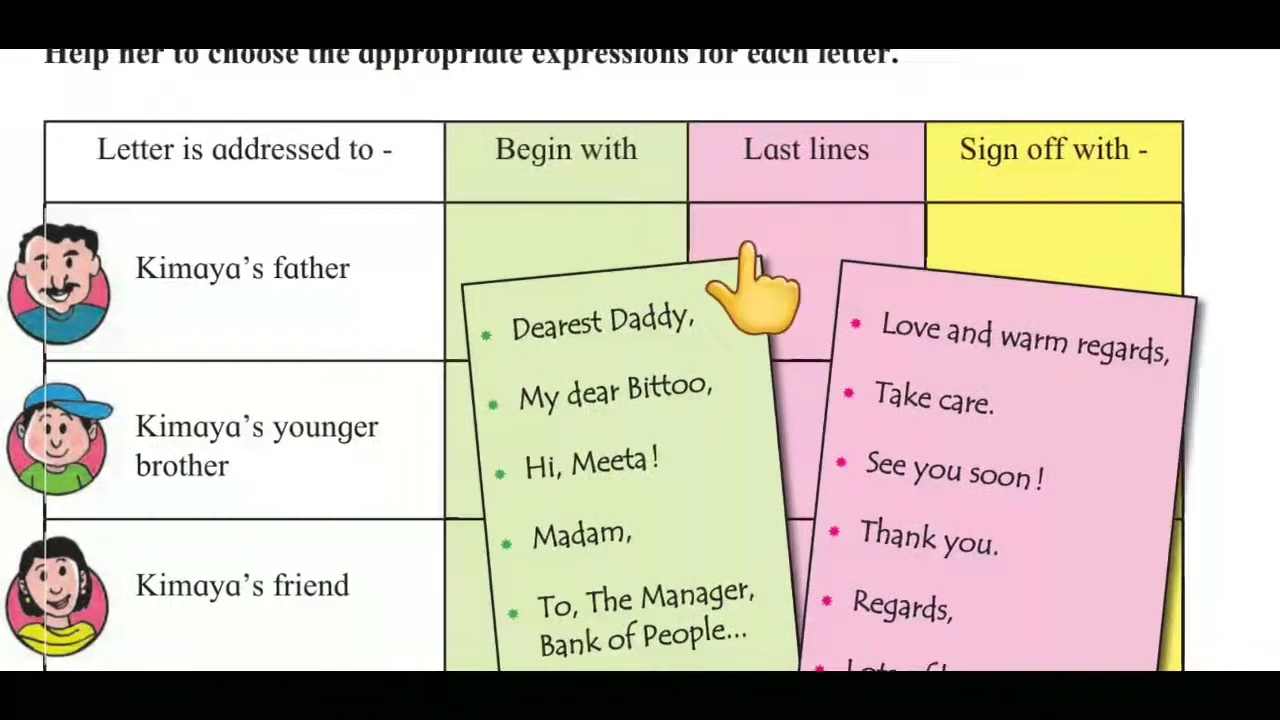 Help her to choose the appropriate expressions for each letter.
Letter is addressed to -
Begin with
Last lines
Sign off with -
Kimaya's father
Kimaya's younger
brother
Kimaya's friend
Dearest Daddy,
My dear Bittoo,
Hi, Meeta!
Madam,
To, The Manager,
Bank of People...
Love and warm regards,
Take care.
See you soon!
Thank you.
Regards,